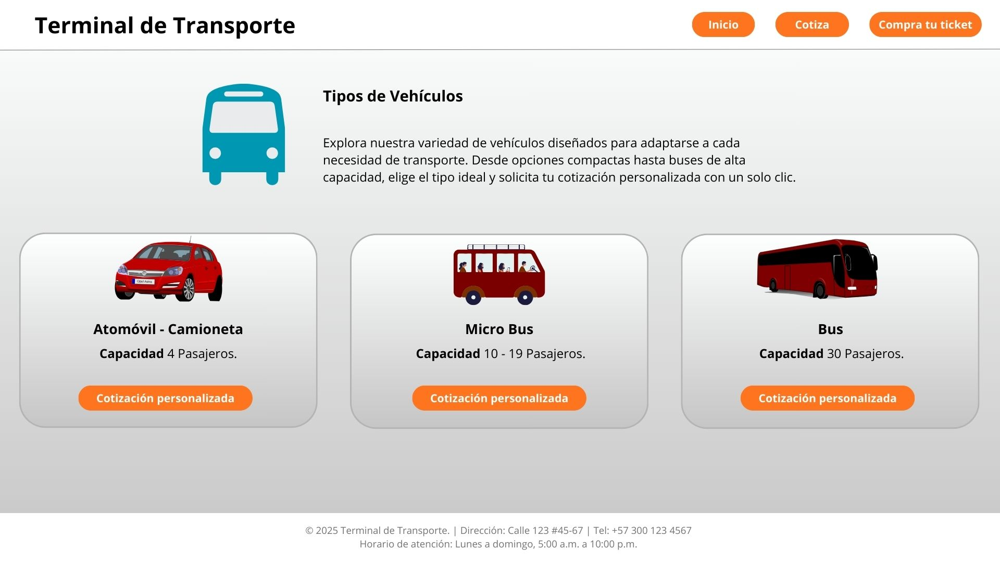 Terminal de Transporte
Inicio
Cotiza
Compra tu ticket
Tipos de Vehículos
Explora nuestra variedad de vehículos diseñados para adaptarse a cada
necesidad de transporte. Desde opciones compactas hasta buses de alta
capacidad, elige el tipo ideal y solicita tu cotización personalizada con un solo clic.
Opel Astra
Atomóvil - Camioneta
Capacidad 4 Pasajeros.
Cotización personalizada
Micro Bus
Capacidad 10 - 19 Pasajeros.
Cotización personalizada
Bus
Capacidad 30 Pasajeros.
Cotización personalizada
© 2025 Terminal de Transporte. | Dirección: Calle 123 #45-67 | Tel: +57 300 123 4567
Horario de atención: Lunes a domingo, 5:00 a.m. a 10:00 p.m.